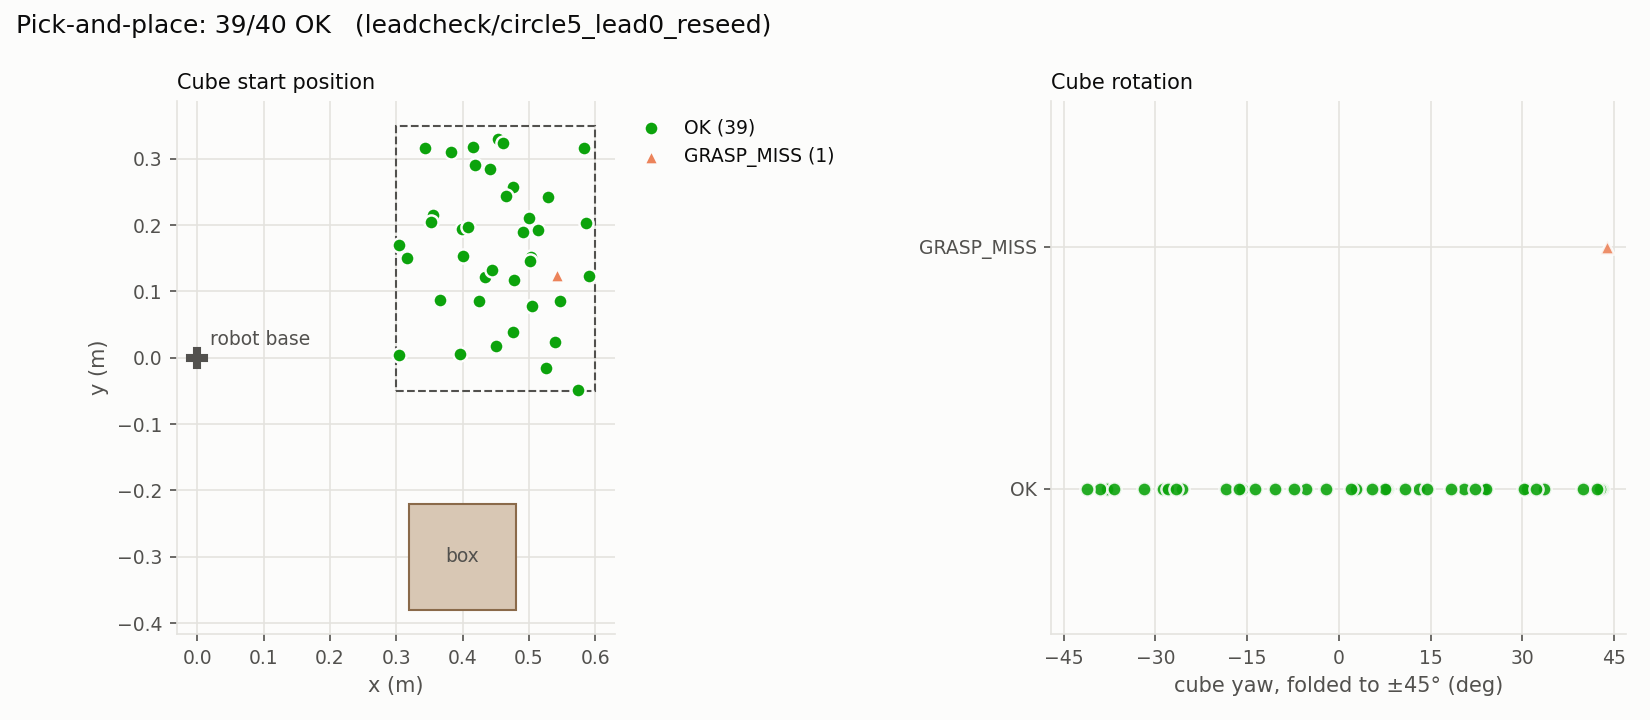 Pick-and-place: 39/40 OK (leadcheck/circle5_lead0_reseed)
Cube start position
OK (39)
GRASP_MISS (1)
robot base
box
0.3
0.2
0.1
0.0
−0.1
−0.2
−0.3
−0.4
y (m)
0.0 0.1 0.2 0.3 0.4 0.5 0.6
x (m)
Cube rotation
GRASP_MISS
OK
−45 −30 −15 0 15 30 45
cube yaw, folded to ±45° (deg)